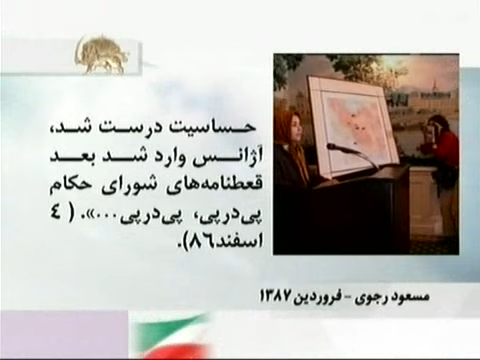 حساسیت درست شد،
آژانس وارد شد بعد
قعطنامه‌های شورای حکام
پی‌درپی، پی‌درپی...». ( ٤
اسفند٨٦).
مسعود رجوی - فروردین ١٣٨٧